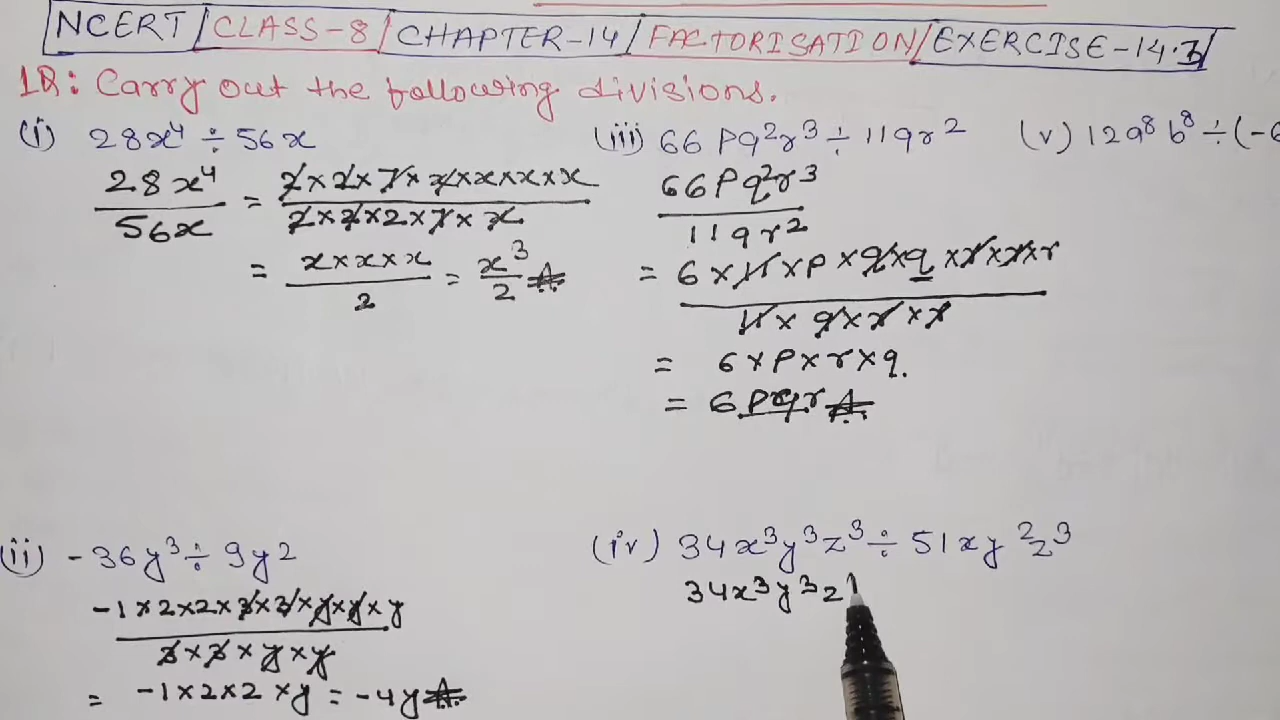 NCERT/CLASS-8/CHAPTER-14/FACTORISATION/EXERCISE-14.3/
1Q: Carry out the following divisions.
(i) 28x⁴ ÷ 56x
28x⁴/56x = 2×2×7×x×x×x×x/2×2×2×7×x
= x×x×x/2 = x³/2 A
(ii) -36y³ ÷ 9y²
-1×2×2×3×3×y×y×y/3×3×y×y
= -1×2×2×y = -4y A
(iii) 66pq²r³ ÷ 11qr²
66pq²r³/11qr²
= 6×11×p×q×q×r×r×r/11×q×r×r
= 6×p×r×q.
= 6pqr A
(iv) 34x³y³z³ ÷ 51xy²z³
34x³y³z
(v) 12a⁸b⁸ ÷ (-6